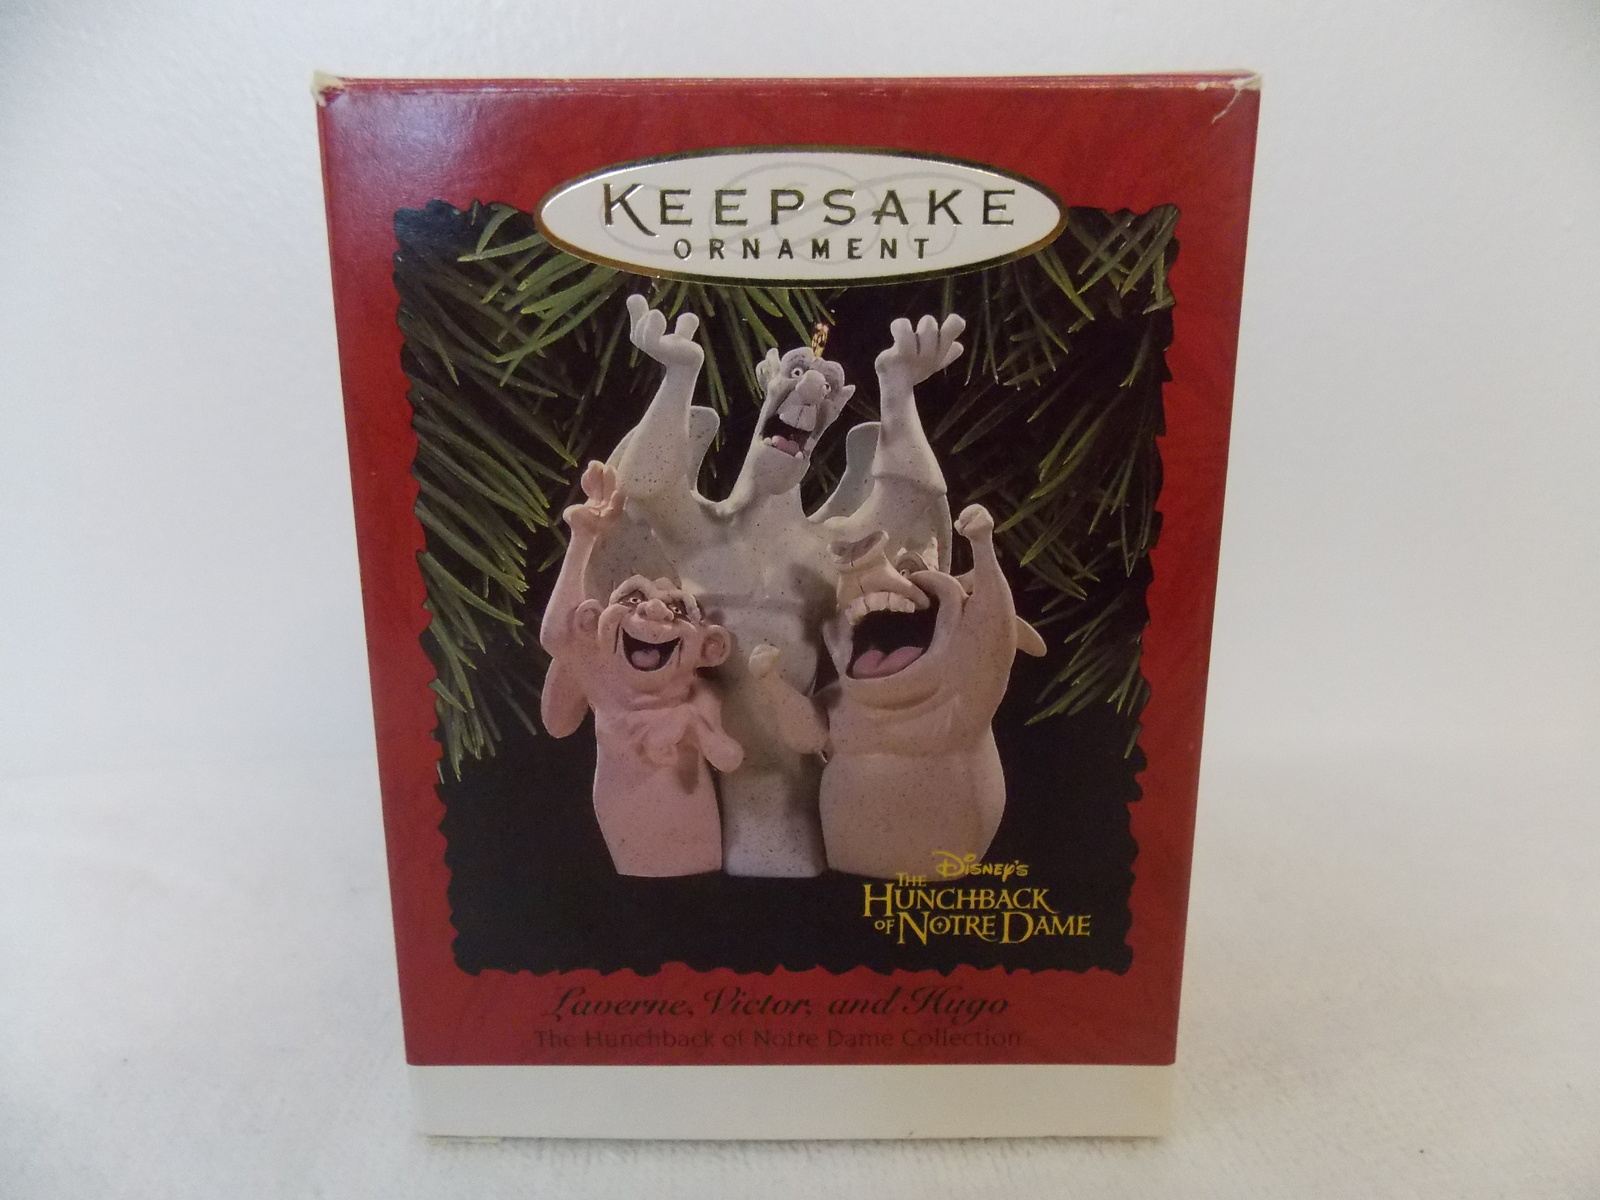 KEEPSAKE
ORNAMENT
DISNEY'S
THE
HUNCHBACK
OF NOTRE DAME
Laverne, Victor, and Hugo
The Hunchback of Notre Dame Collection